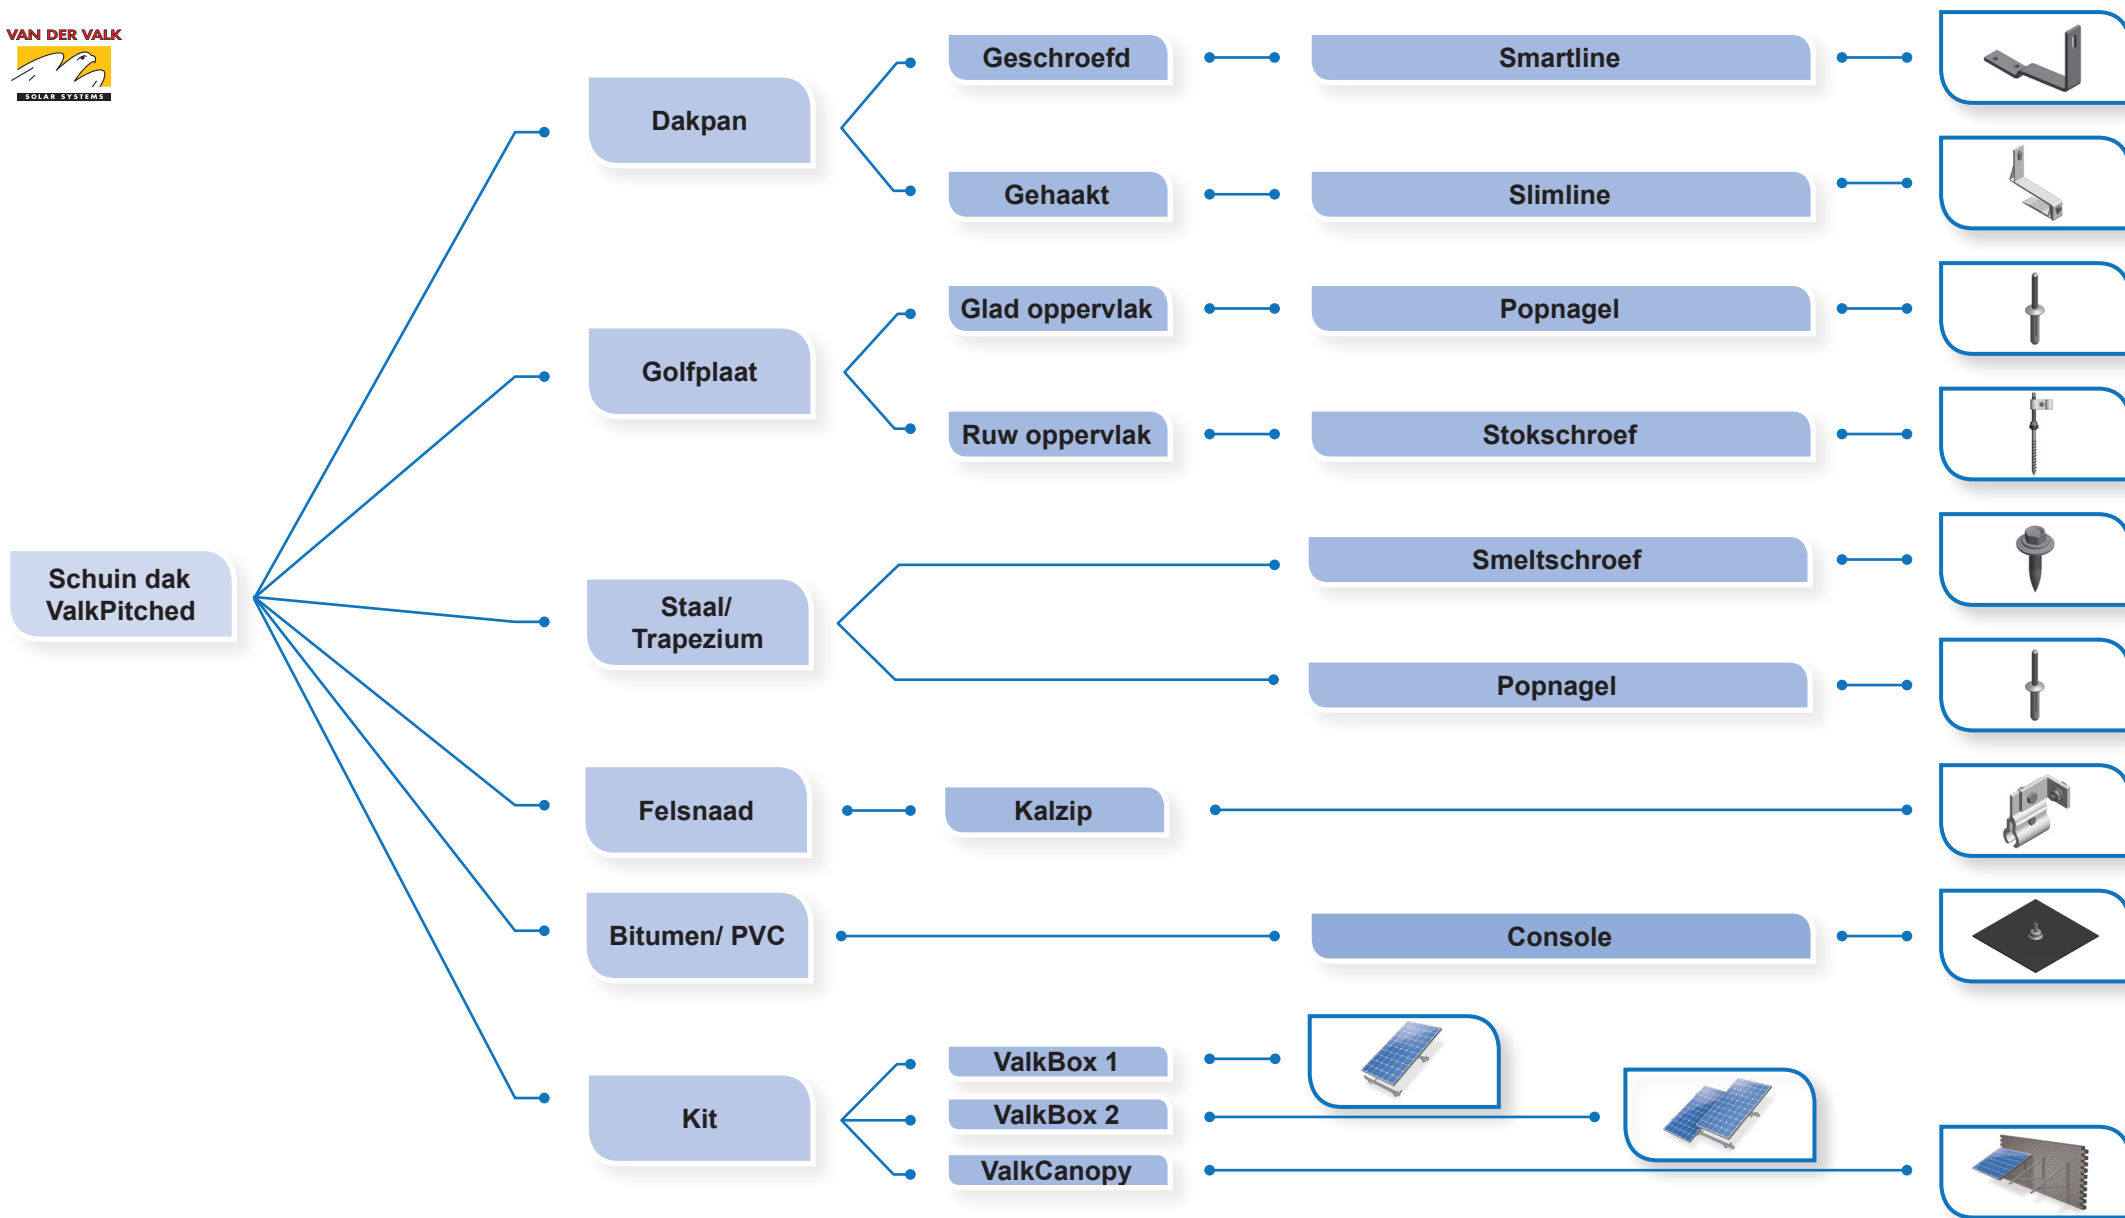 VAN DER VALK
SOLAR SYSTEMS
Schuin dak
ValkPitched
Dakpan
Geschroefd
Smartline
Gehaakt
Slimline
Golfplaat
Glad oppervlak
Popnagel
Ruw oppervlak
Stokschroef
Staal/
Trapezium
Smeltschroef
Popnagel
Felsnaad
Kalzip
Bitumen/ PVC
Console
Kit
ValkBox 1
ValkBox 2
ValkCanopy